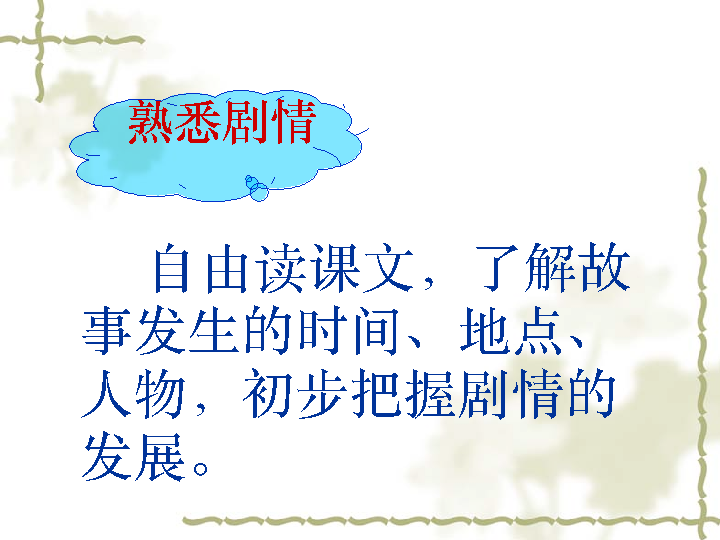 熟悉剧情
自由读课文，了解故
事发生的时间、地点、
人物，初步把握剧情的
发展。